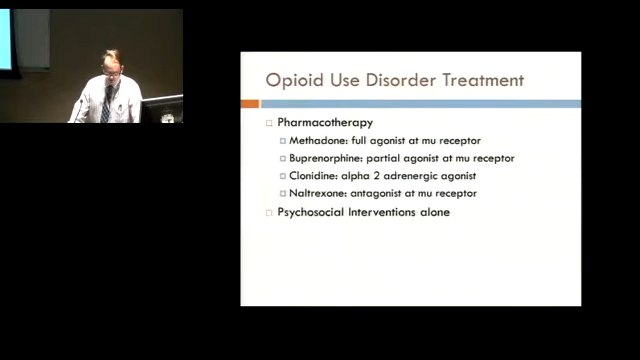 Opioid Use Disorder Treatment
Pharmacotherapy
Methadone: full agonist at mu receptor
Buprenorphine: partial agonist at mu receptor
Clonidine: alpha 2 adrenergic agonist
Naltrexone: antagonist at mu receptor
Psychosocial Interventions alone